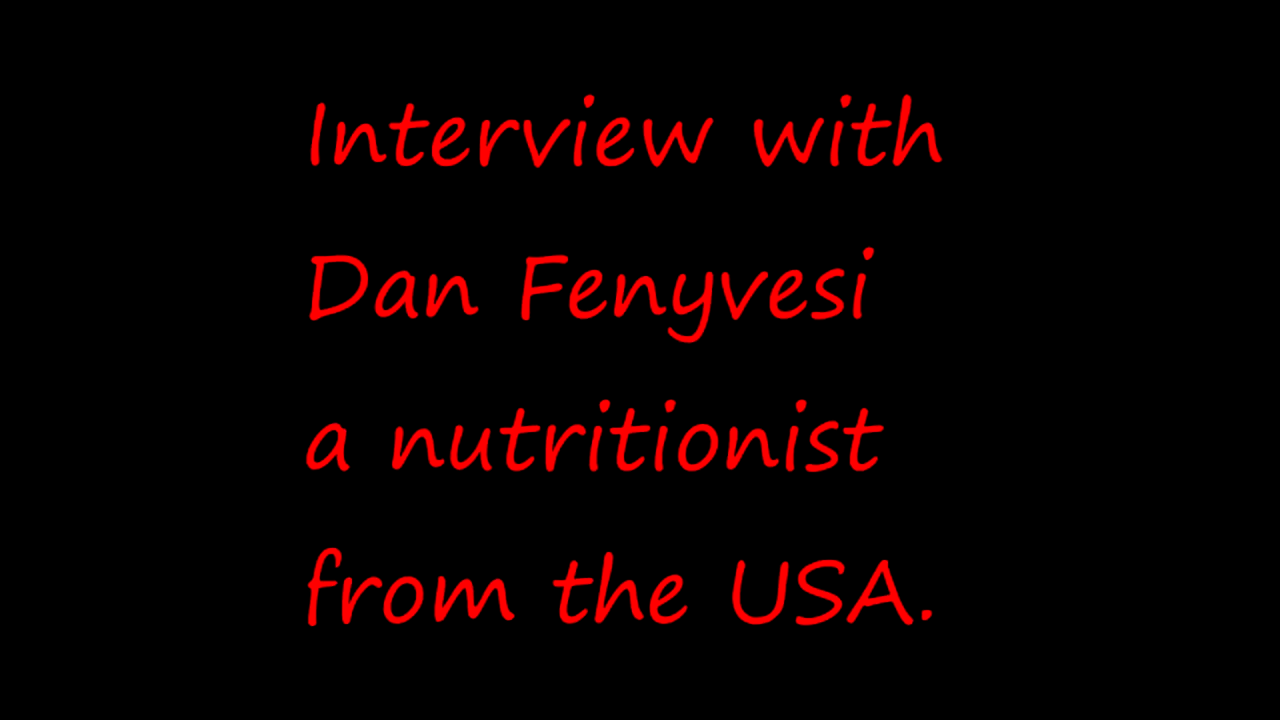 Interview with
Dan Fenyvesi
a nutritionist
from the USA.